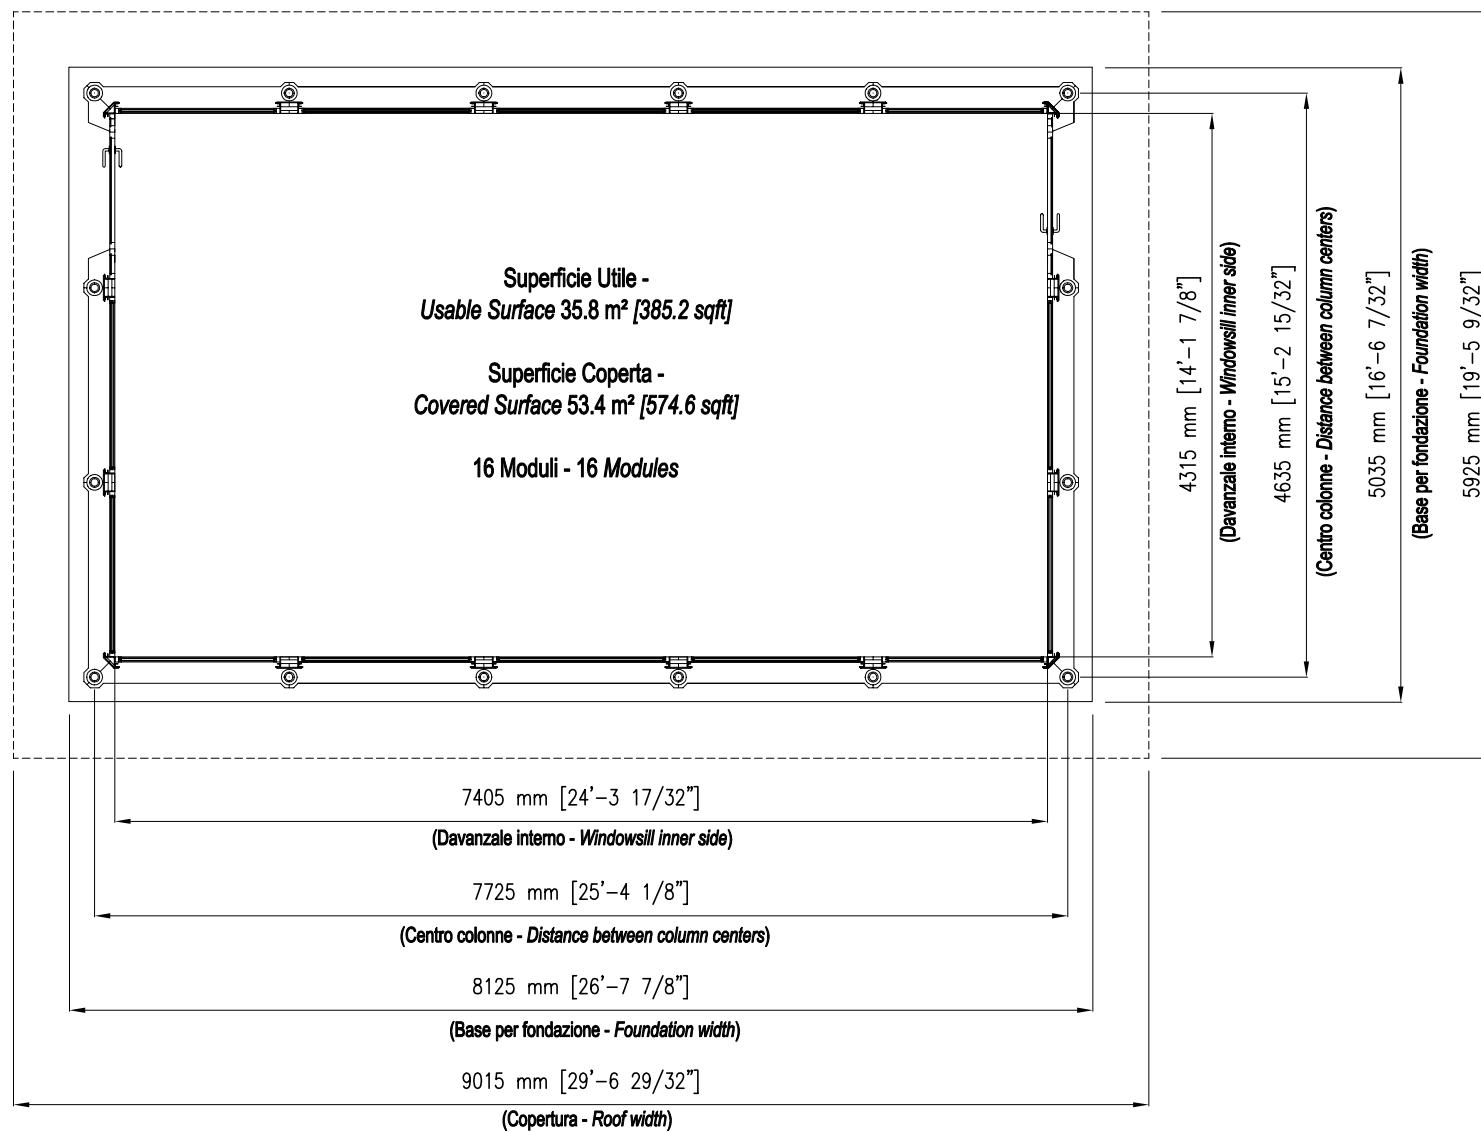 Superficie Utile -
Usable Surface 35.8 m² [385.2 sqft]
Superficie Coperta -
Covered Surface 53.4 m² [574.6 sqft]
16 Moduli - 16 Modules
4315 mm [14'-1 7/8"]
(Davanzale interno - Windowsill inner side)
4635 mm [15'-2 15/32"]
(Centro colonne - Distance between column centers)
5035 mm [16'-6 7/32"]
(Base per fondazione - Foundation width)
5925 mm [19'-5 9/32"]
7405 mm [24'-3 17/32"]
(Davanzale interno - Windowsill inner side)
7725 mm [25'-4 1/8"]
(Centro colonne - Distance between column centers)
8125 mm [26'-7 7/8"]
(Base per fondazione - Foundation width)
9015 mm [29'-6 29/32"]
(Copertura - Roof width)